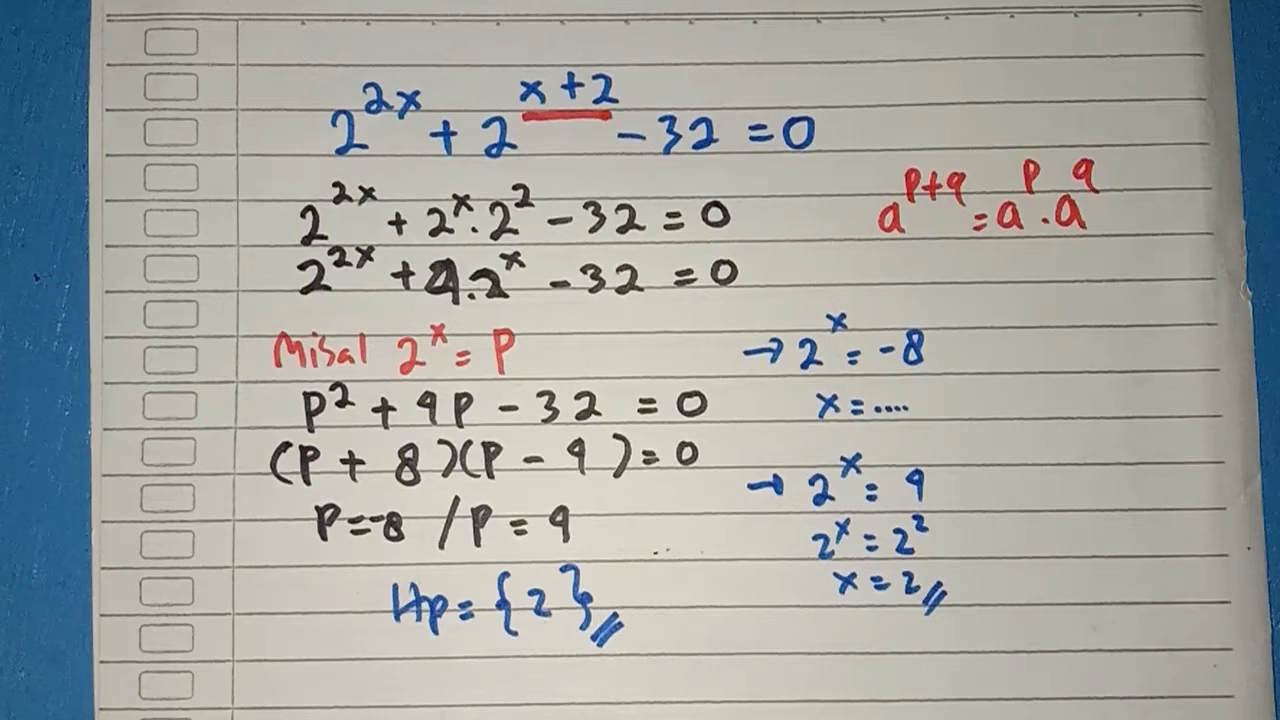 2^{2x} + 2^{x+2} - 32 = 0
2^{2x} + 2^x . 2^2 - 32 = 0
a^{p+q} = a^p . a^q
2^{2x} + 4.2^x - 32 = 0
Misal 2^x = P
P^2 + 4P - 32 = 0
(P + 8)(P - 4) = 0
P = -8 / P = 4
Hp = {2}
→ 2^x = -8
x = ....
→ 2^x = 4
2^x = 2^2
x = 2